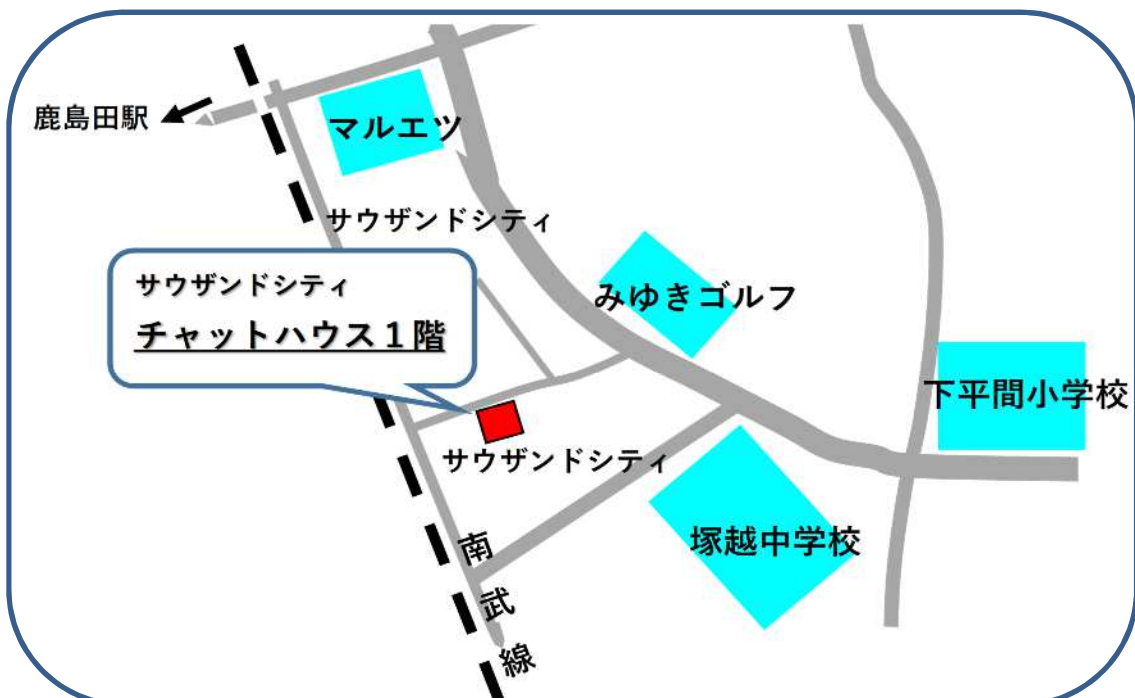 鹿島田駅
マルエツ
サウザンドシティ
サウザンドシティ
チャットハウス１階
みゆきゴルフ
下平間小学校
サウザンドシティ
塚越中学校
南武線